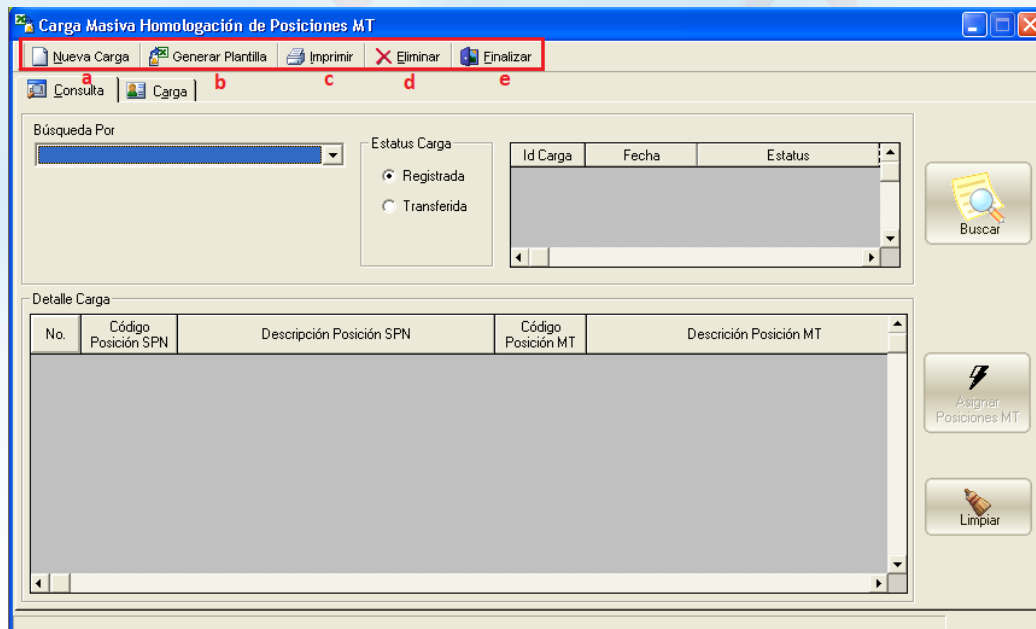 Carga Masiva Homologación de Posiciones MT
Nueva Carga Generar Plantilla Imprimir Eliminar Finalizar
a b c d e
Consulta Carga
Búsqueda Por
Estatus Carga
Registrada
Transferida
Id Carga Fecha Estatus
Buscar
Detalle Carga
No. Código Posición SPN Descripción Posición SPN Código Posición MT Descrición Posición MT
Asignar
Posiciones MT
Limpiar